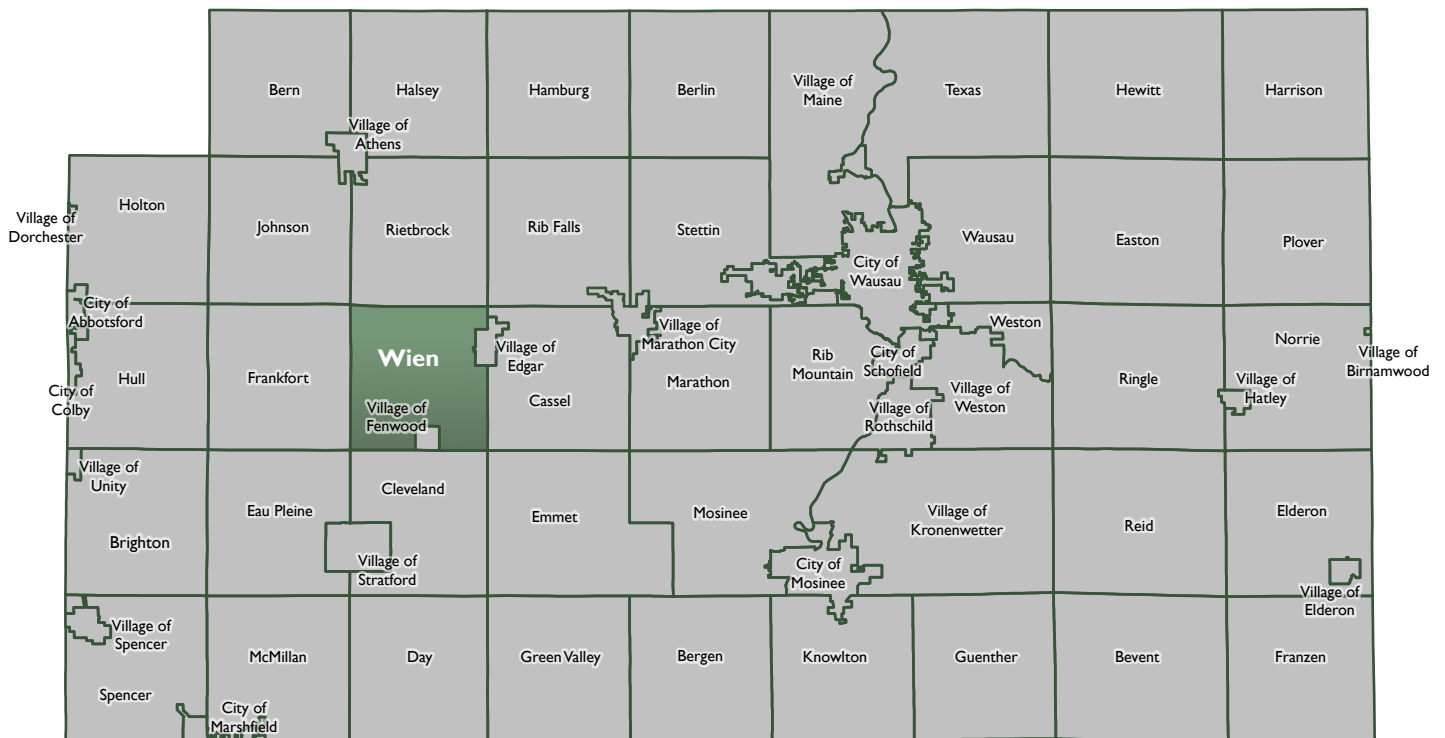 Bern
Halsey
Hamburg
Berlin
Village of
Maine
Texas
Hewitt
Harrison
Village of
Athens
Village of
Dorchester
Holton
Johnson
Rietbrock
Rib Falls
Stettin
City of
Wausau
Wausau
Easton
Plover
City of
Abbotsford
City of
Colby
Hull
Frankfort
Wien
Village of
Fenwood
Village of
Edgar
Cassel
Village of
Marathon City
Marathon
Rib
Mountain
City of
Schofield
Village of
Rothschild
Weston
Village of
Weston
Ringle
Norrie
Village of
Hatley
Village of
Birnamwood
Village of
Unity
Brighton
Eau Pleine
Cleveland
Village of
Stratford
Emmet
Mosinee
City of
Mosinee
Village of
Kronenwetter
Reid
Elderon
Village of
Elderon
Village of
Spencer
Spencer
McMillan
City of
Marshfield
Day
Green Valley
Bergen
Knowlton
Guenther
Bevent
Franzen